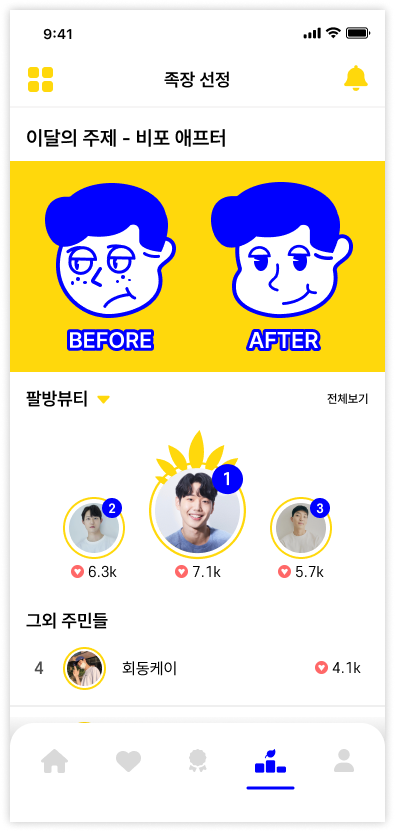 9:41
족장 선정
이달의 주제 - 비포 애프터
BEFORE
AFTER
팔방뷰티
전체보기
1
2
3
6.3k
7.1k
5.7k
그외 주민들
4
회동케이
4.1k